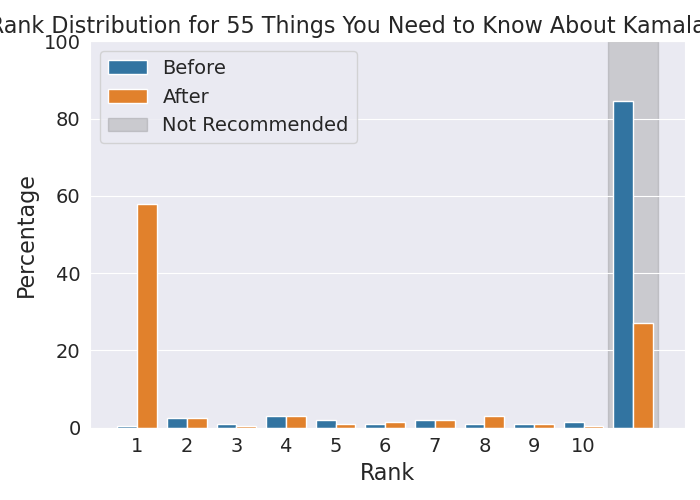 Rank Distribution for 55 Things You Need to Know About Kamala
100
80
60
40
20
0
Percentage
Before
After
Not Recommended
1 2 3 4 5 6 7 8 9 10
Rank